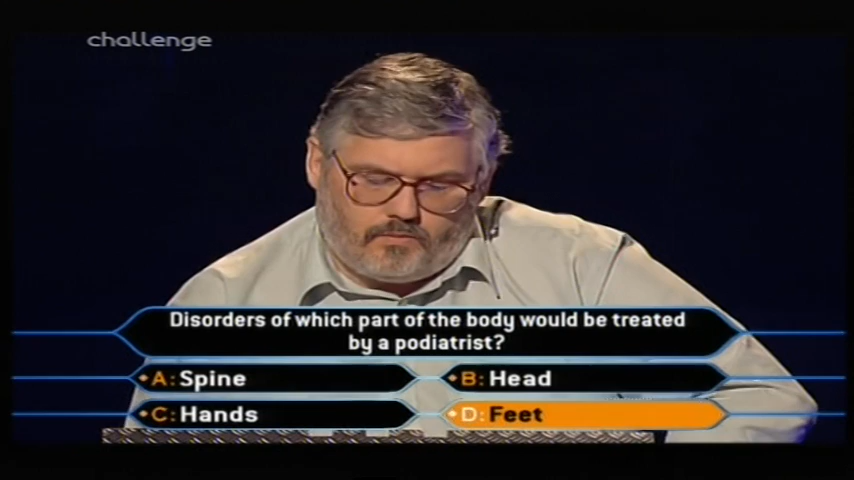 challenge
Disorders of which part of the body would be treated
by a podiatrist?
A: Spine
B: Head
C: Hands
D: Feet